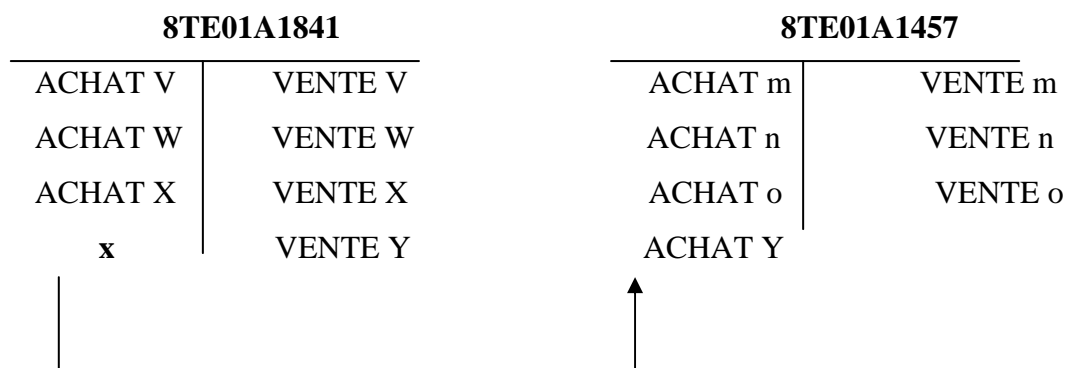 8TE01A1841 8TE01A1457
ACHAT V VENTE V ACHAT m VENTE m
ACHAT W VENTE W ACHAT n VENTE n
ACHAT X VENTE X ACHAT o VENTE o
x VENTE Y ACHAT Y